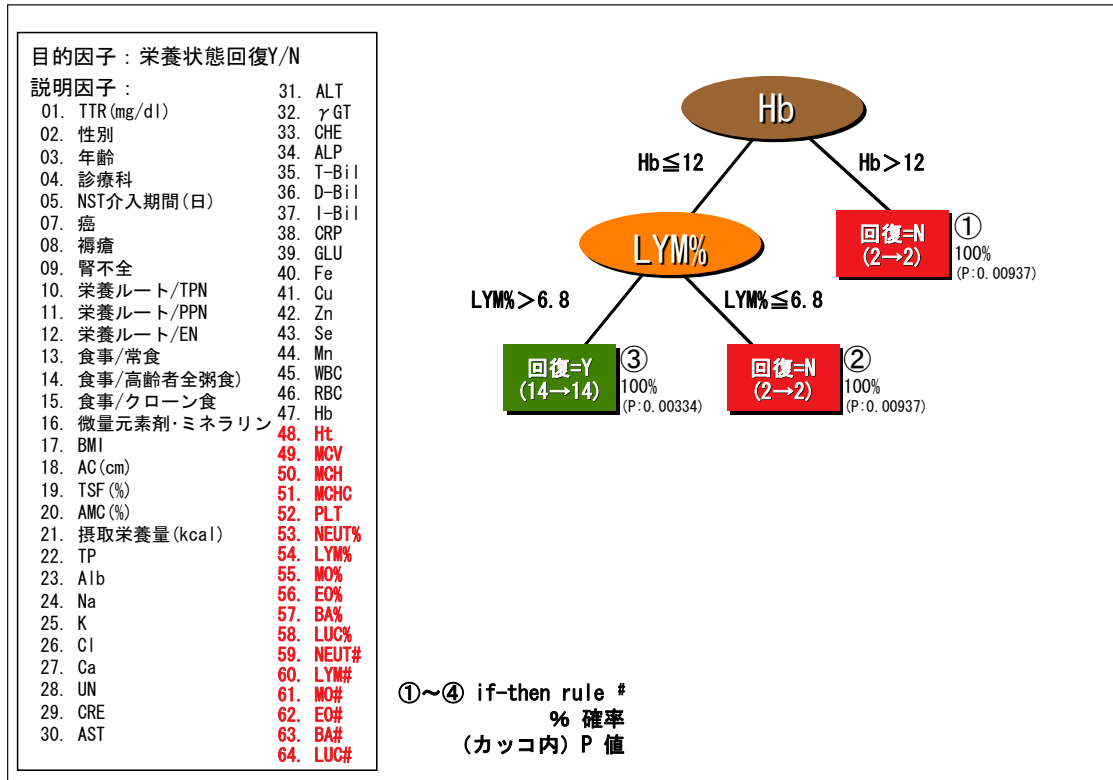 目的因子：栄養状態回復Y/N
説明因子：
01. TTR(mg/dl)
02. 性別
03. 年齢
04. 診療科
05. NST介入期間(日)
07. 癌
08. 褥瘡
09. 腎不全
10. 栄養ルート/TPN
11. 栄養ルート/PPN
12. 栄養ルート/EN
13. 食事/常食
14. 食事/高齢者全粥食)
15. 食事/クローン食
16. 微量元素剤･ミネラリン
17. BMI
18. AC(cm)
19. TSF(%)
20. AMC(%)
21. 摂取栄養量(kcal)
22. TP
23. Alb
24. Na
25. K
26. Cl
27. Ca
28. UN
29. CRE
30. AST
31. ALT
32. γGT
33. CHE
34. ALP
35. T-Bil
36. D-Bil
37. I-Bil
38. CRP
39. GLU
40. Fe
41. Cu
42. Zn
43. Se
44. Mn
45. WBC
46. RBC
47. Hb
48. Ht
49. MCV
50. MCH
51. MCHC
52. PLT
53. NEUT%
54. LYM%
55. MO%
56. EO%
57. BA%
58. LUC%
59. NEUT#
60. LYM#
61. MO#
62. EO#
63. BA#
64. LUC#
Hb
Hb≦12
Hb＞12
回復=N
(2→2)
①
100%
(P:0.00937)
LYM%
LYM%＞6.8
LYM%≦6.8
回復=Y
(14→14)
③
100%
(P:0.00334)
回復=N
(2→2)
②
100%
(P:0.00937)
①～④ if-then rule #
% 確率
(カッコ内) P 値